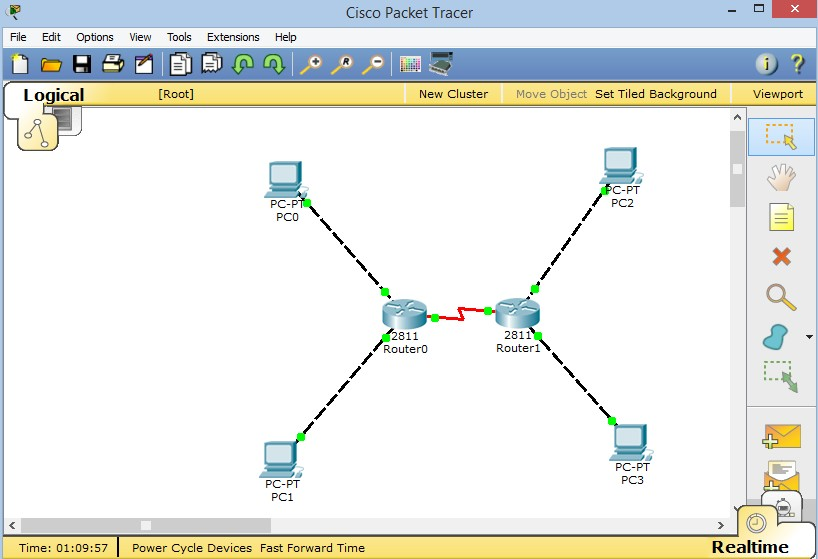 Cisco Packet Tracer
File Edit Options View Tools Extensions Help
Logical [Root] New Cluster Move Object Set Tiled Background Viewport
PC-PT
PC0
PC-PT
PC2
2811
Router0
2811
Router1
PC-PT
PC1
PC-PT
PC3
Time: 01:09:57 Power Cycle Devices Fast Forward Time Realtime